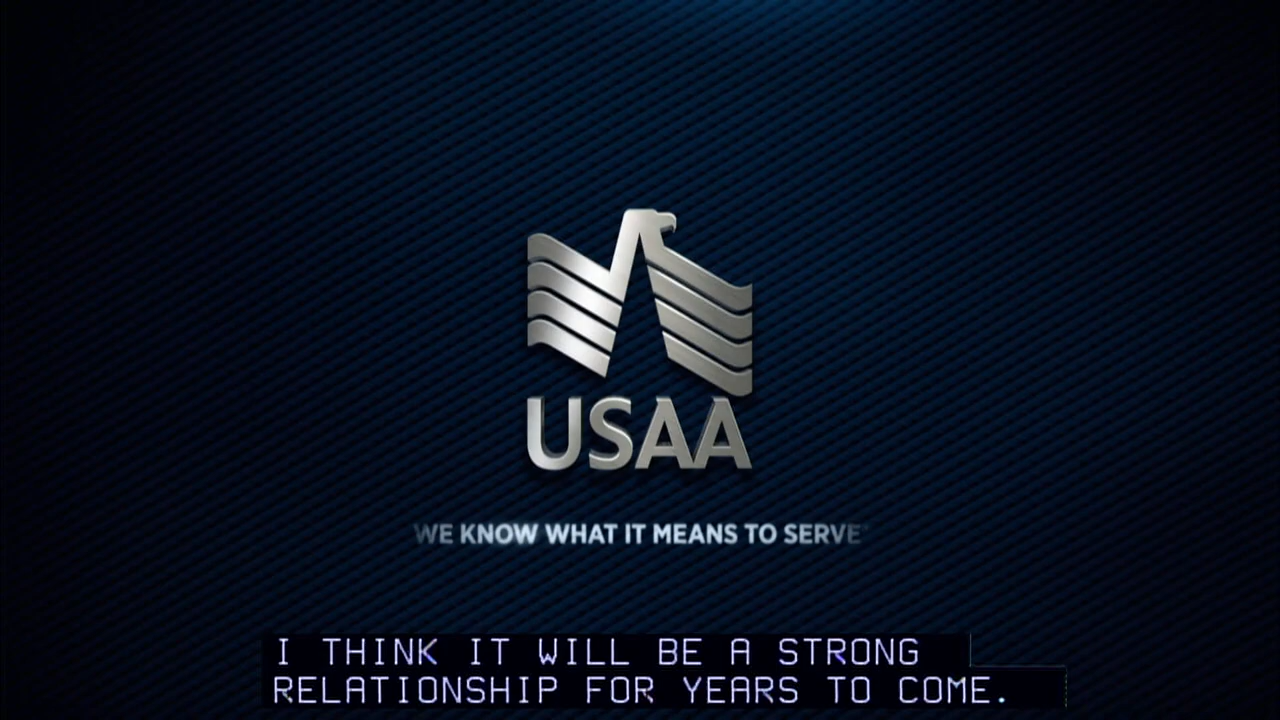 USAA
WE KNOW WHAT IT MEANS TO SERVE®
I THINK IT WILL BE A STRONG
RELATIONSHIP FOR YEARS TO COME.